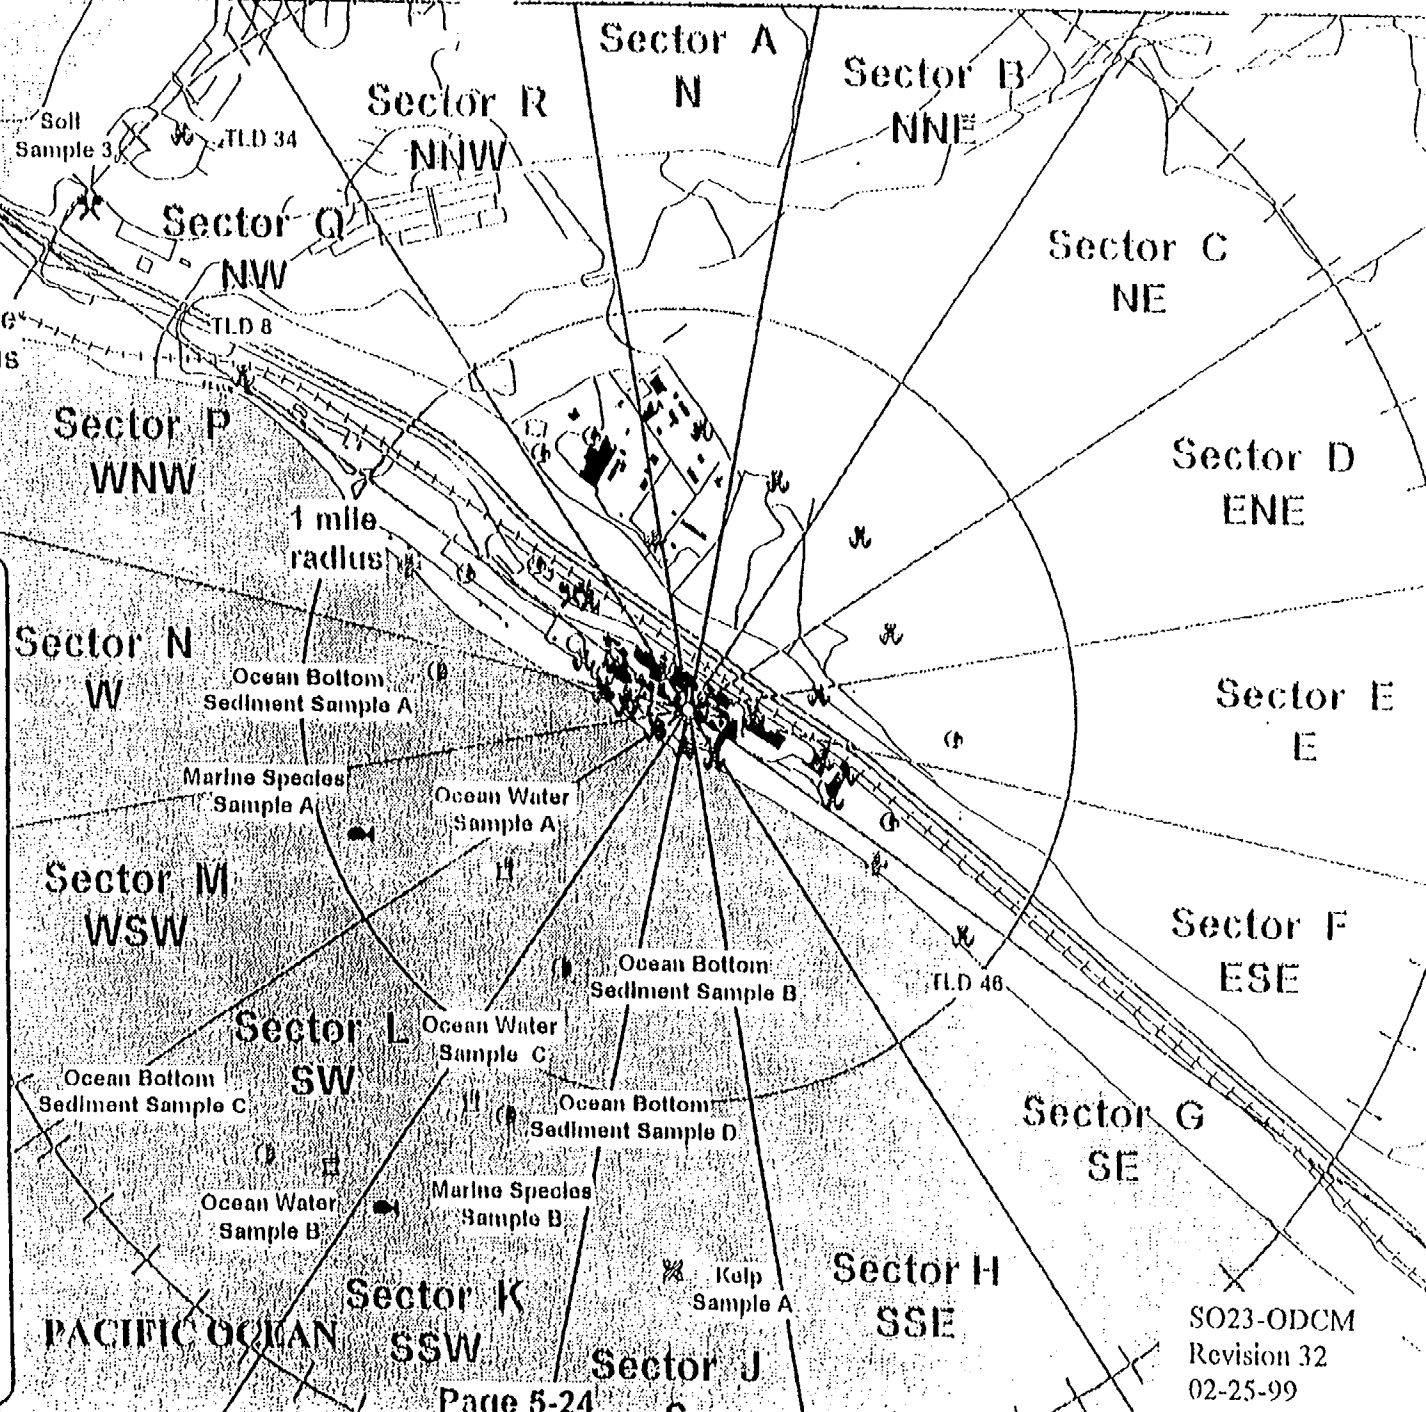 Sector A
N
Sector B
NNE
Sector R
NNW
Soil
Sample 3
TLD 34
Sector Q
NW
Sector C
NE
TLD 8
Sector P
WNW
Sector D
ENE
1 mile
radius
Sector N
W
Ocean Bottom
Sediment Sample A
Sector E
E
Marine Species
Sample A
Ocean Water
Sample A
Sector M
WSW
Sector F
ESE
Ocean Bottom
Sediment Sample B
TLD 46
Sector L
SW
Ocean Water
Sample C
Ocean Bottom
Sediment Sample C
Ocean Bottom
Sediment Sample D
Sector G
SE
Ocean Water
Sample B
Marine Species
Sample B
Kelp
Sample A
Sector H
SSE
Sector K
SSW
PACIFIC OCEAN
Sector J
Page 5-24
SO23-ODCM
Revision 32
02-25-99